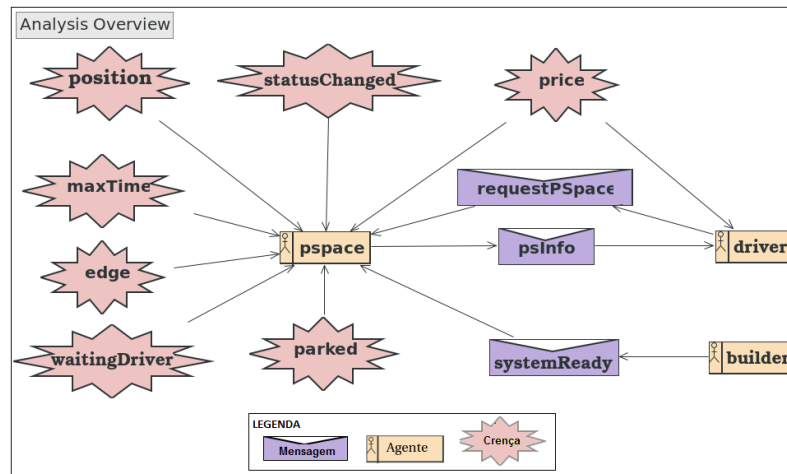 Analysis Overview
position
statusChanged
price
maxTime
requestPSpace
edge
pspace
psInfo
driver
waitingDriver
parked
systemReady
builder
LEGENDA
Mensagem
Agente
Crença